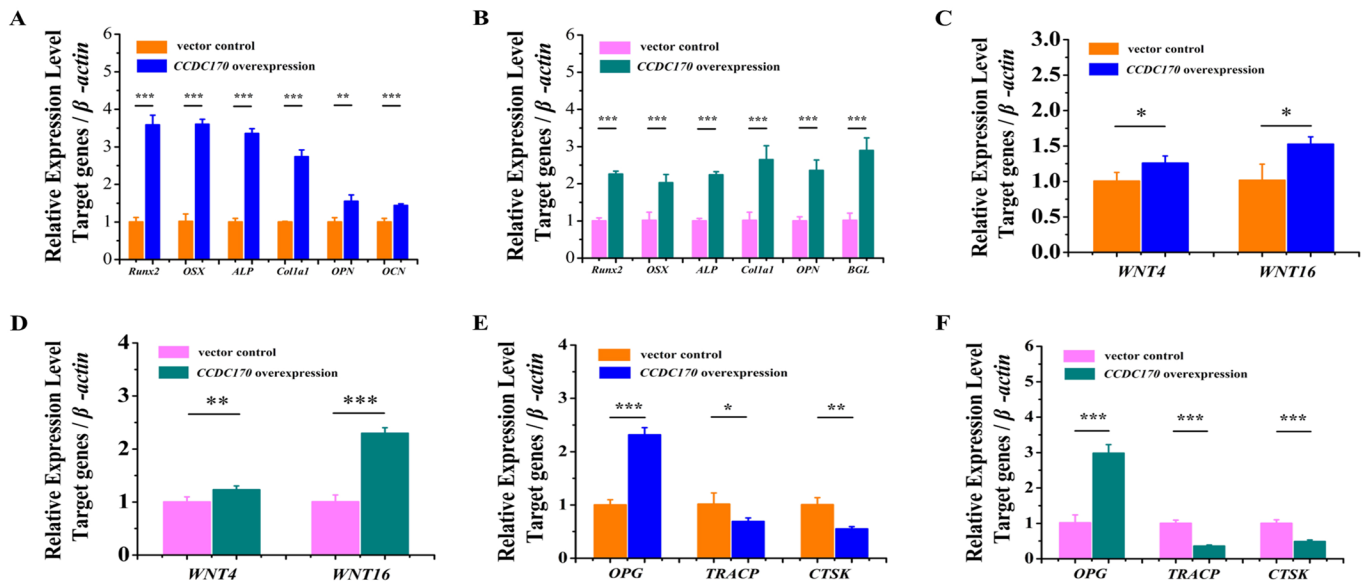 A
Relative Expression Level
Target genes / β -actin
6
5
4
3
2
1
0
vector control
CCDC170 overexpression
*** *** *** *** ** **
Runx2 OSX ALP Col1a1 OPN OCN
B
Relative Expression Level
Target genes / β -actin
6
5
4
3
2
1
0
vector control
CCDC170 overexpression
*** *** *** *** *** ***
Runx2 OSX ALP Col1a1 OPN BGL
C
Relative Expression Level
Target genes / β -actin
3.0
2.5
2.0
1.5
1.0
0.5
0.0
vector control
CCDC170 overexpression
* *
WNT4 WNT16
D
Relative Expression Level
Target genes / β -actin
4
3
2
1
0
vector control
CCDC170 overexpression
** ***
WNT4 WNT16
E
Relative Expression Level
Target genes / β -actin
4
3
2
1
0
vector control
CCDC170 overexpression
*** * **
OPG TRACP CTSK
F
Relative Expression Level
Target genes / β -actin
6
5
4
3
2
1
0
vector control
CCDC170 overexpression
*** *** ***
OPG TRACP CTSK